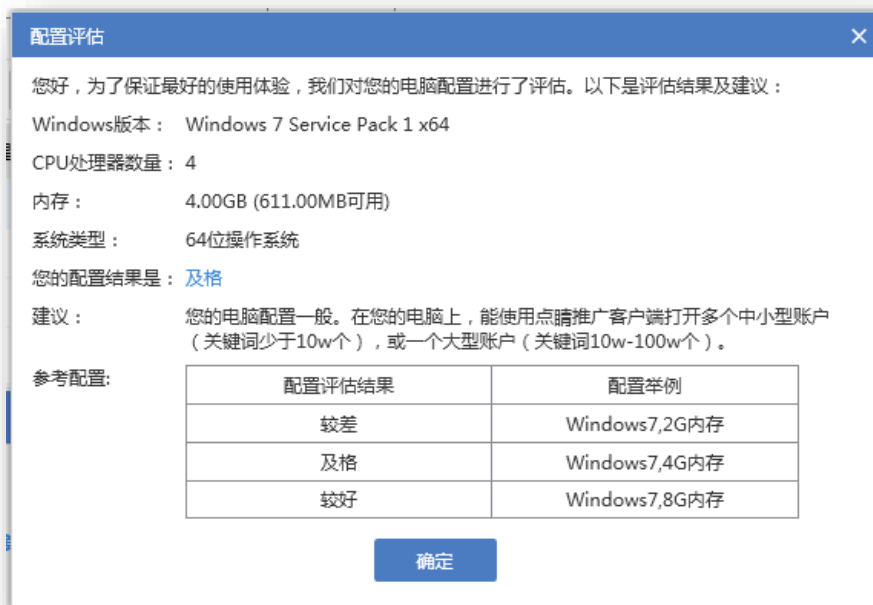 配置评估
您好，为了保证最好的使用体验，我们对您的电脑配置进行了评估。以下是评估结果及建议：
Windows版本： Windows 7 Service Pack 1 x64
CPU处理器数量：4
内存： 4.00GB (611.00MB可用)
系统类型： 64位操作系统
您的配置结果是：及格
建议： 您的电脑配置一般。在您的电脑上，能使用点睛推广客户端打开多个中小型账户
（关键词少于10w个），或一个大型账户（关键词10w-100w个）。
参考配置: 配置评估结果 配置举例
较差 Windows7,2G内存
及格 Windows7,4G内存
较好 Windows7,8G内存
确定